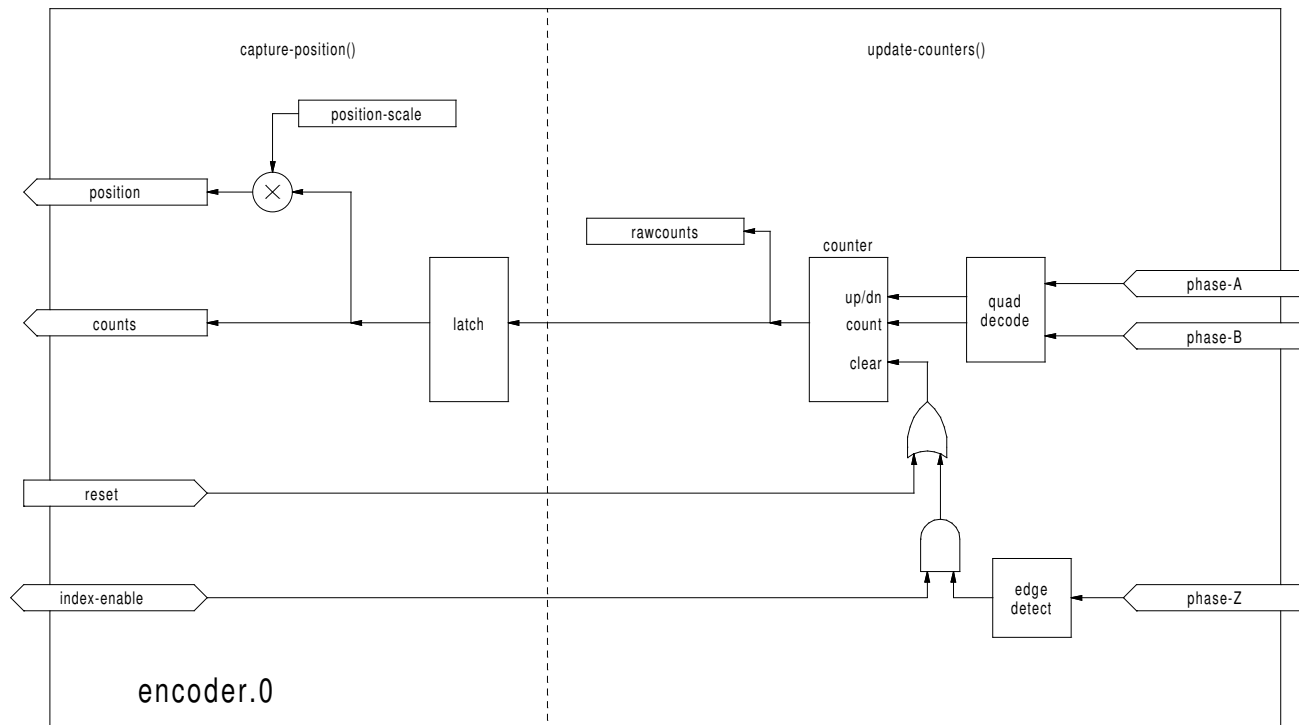 capture-position()
update-counters()
position-scale
position
rawcounts
counter
phase-A
up/dn
quad
decode
counts
latch
count
phase-B
clear
reset
index-enable
edge
detect
phase-Z
encoder.0